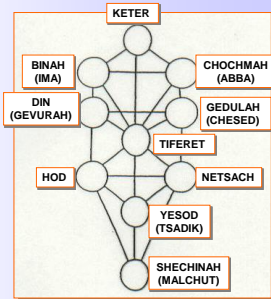 KETER
BINAH
(IMA)
CHOCHMAH
(ABBA)
DIN
(GEVURAH)
GEDULAH
(CHESED)
TIFERET
HOD
NETSACH
YESOD
(TSADIK)
SHECHINAH
(MALCHUT)